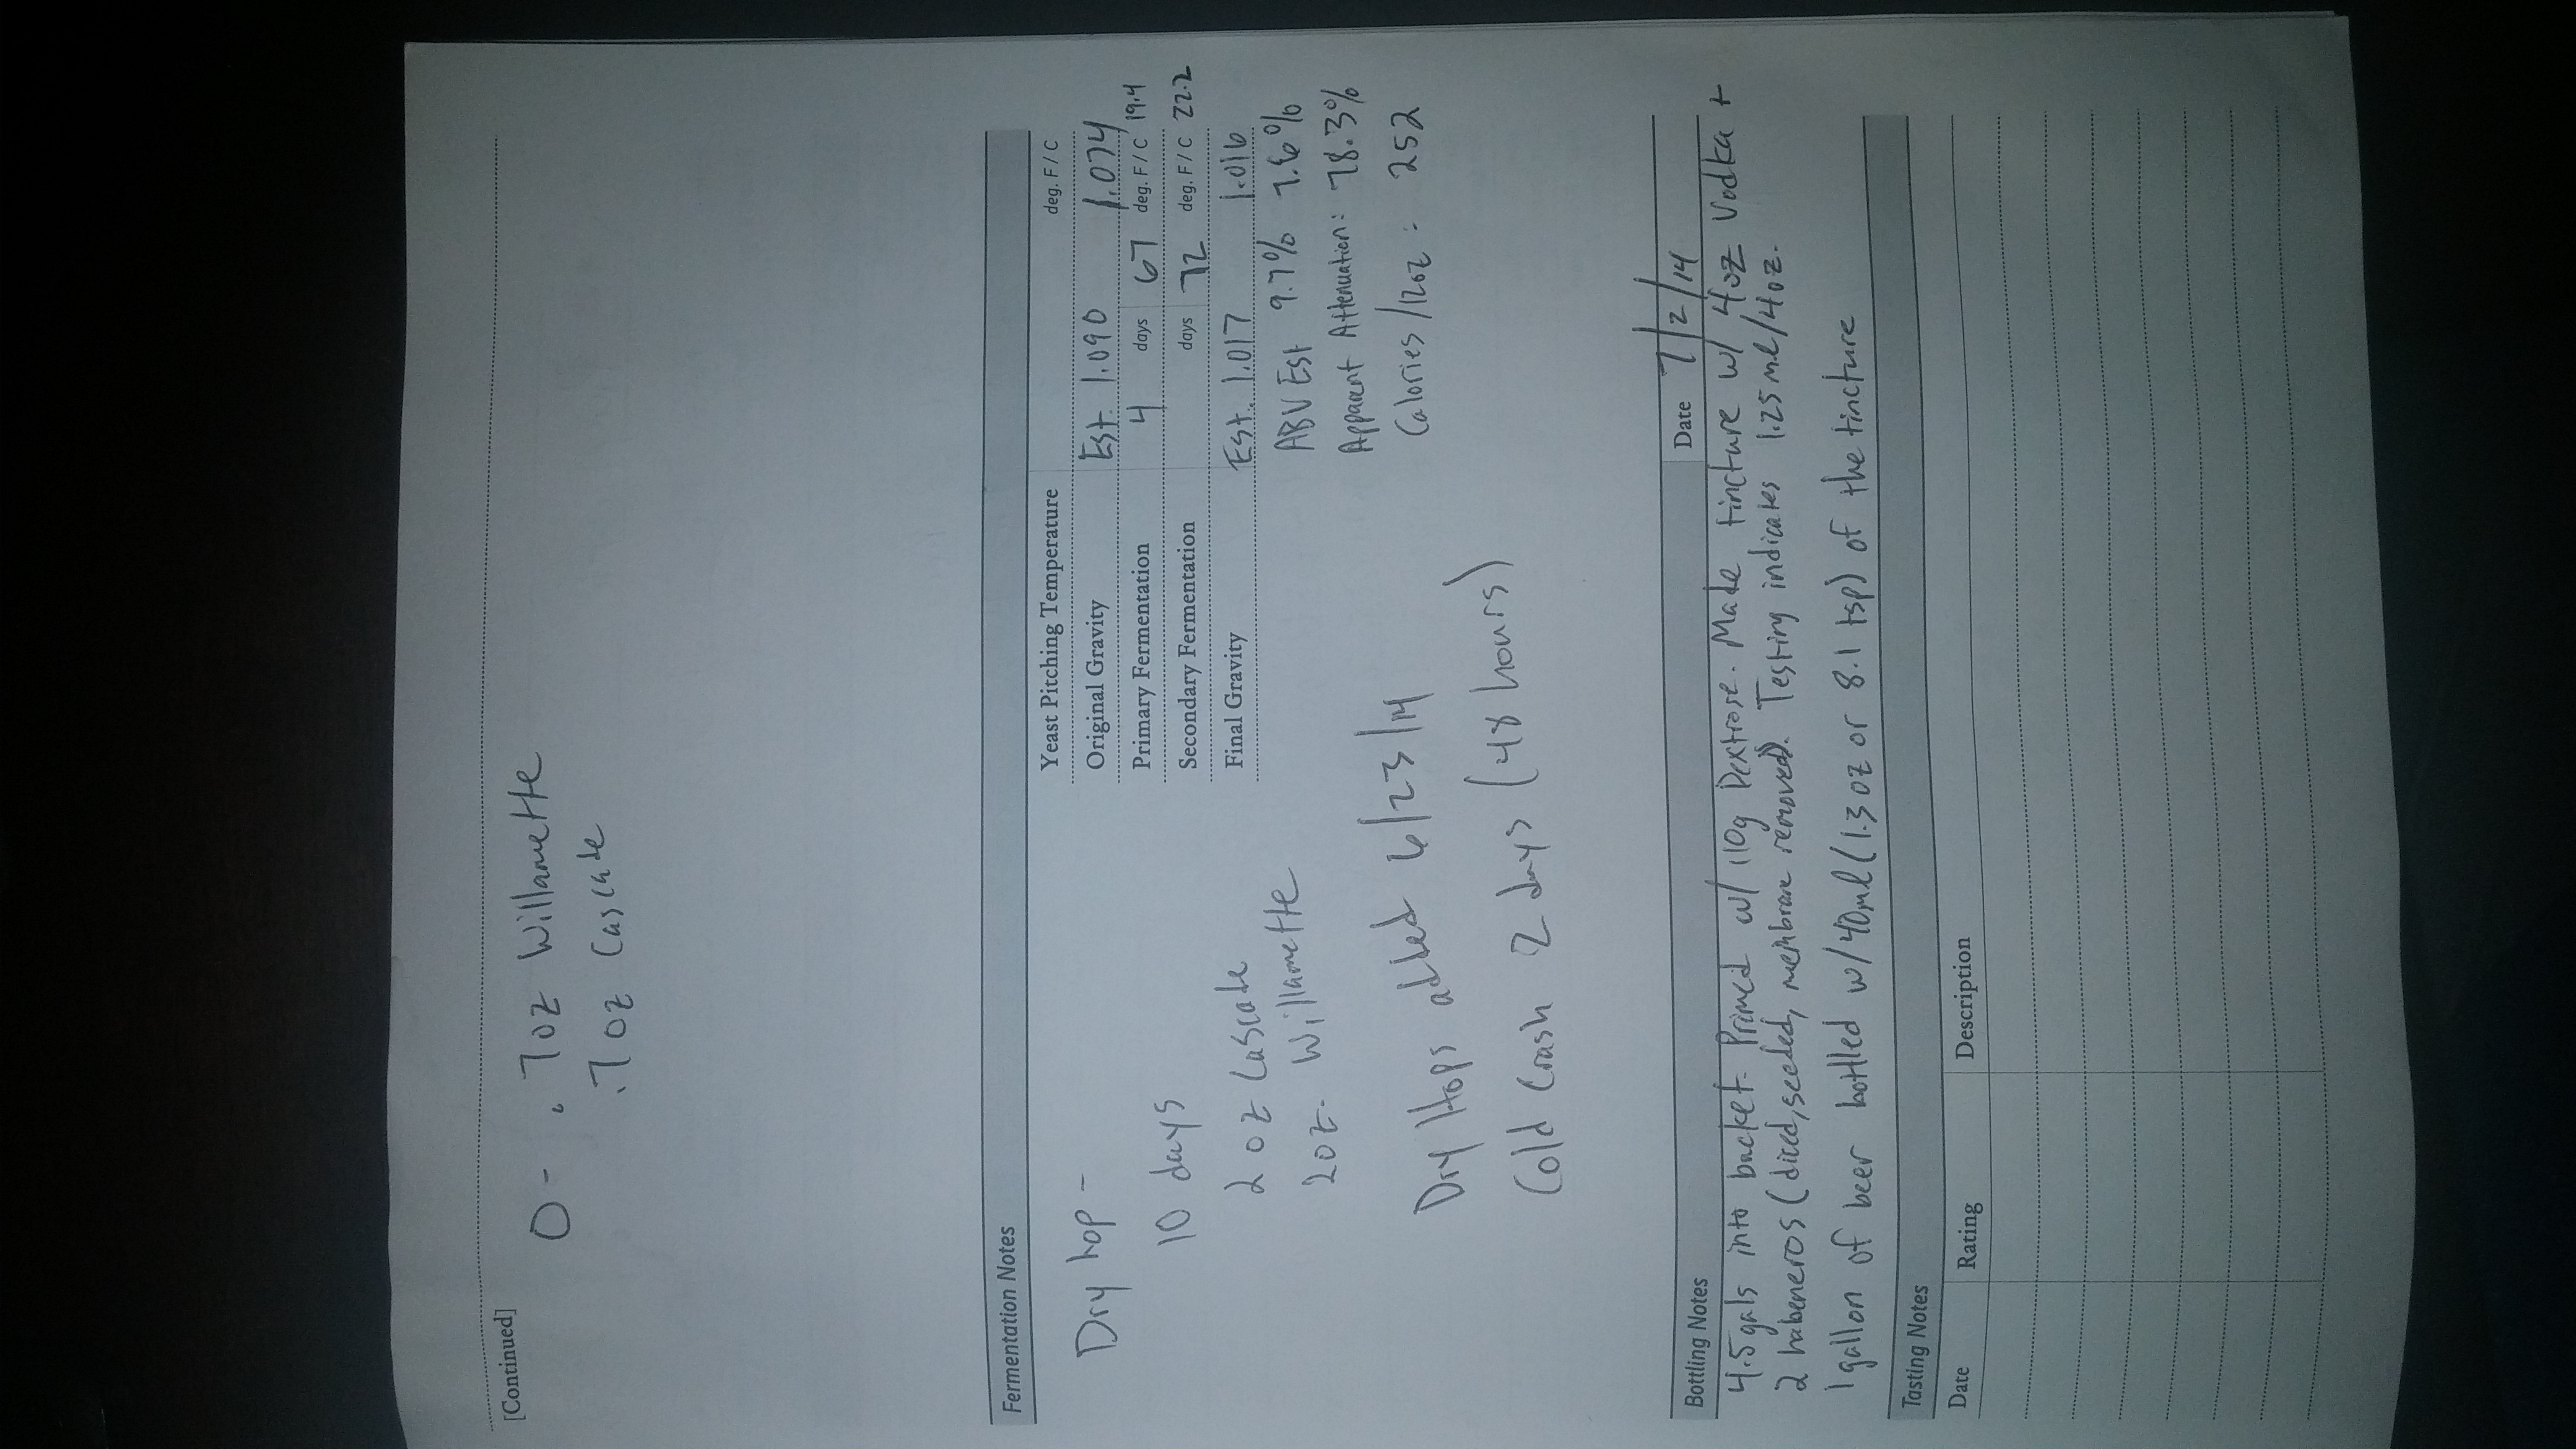 [Continued]
0 - .7oz Willamette
.7oz Cascade
Fermentation Notes
Dry hop -
10 days
2 oz Cascade
2oz. Willamette
Dry Hops added 6/23/14
Cold Crash 2 days (48 hours)
Yeast Pitching Temperature deg. F / C
Original Gravity Est. 1.090 1.074
Primary Fermentation 4 days 67 deg. F / C 19.4
Secondary Fermentation days 72 deg. F / C 22.2
Final Gravity Est. 1.017 1.016
ABV Est 9.7% 7.6%
Apparent Attenuation: 78.3%
Calories/12oz : 252
Bottling Notes Date 7/2/14
4.5gals into bucket. Primed w/ 110g Dextrose. Made tincture w/ 4oz Vodka +
2 habeneros (diced, seeded, membrane removed). Testing indicates 1.25ml/4oz.
1 gallon of beer bottled w/40ml (1.3 oz or 8.1 tsp) of the tincture
Tasting Notes
Date Rating Description